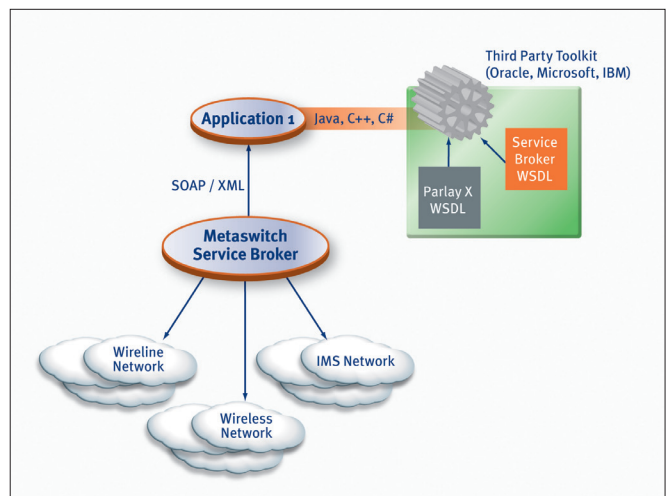 Third Party Toolkit
(Oracle, Microsoft, IBM)
Application 1
Java, C++, C#
Service
Broker
WSDL
Parlay X
WSDL
SOAP / XML
Metaswitch
Service Broker
Wireline
Network
IMS Network
Wireless
Network